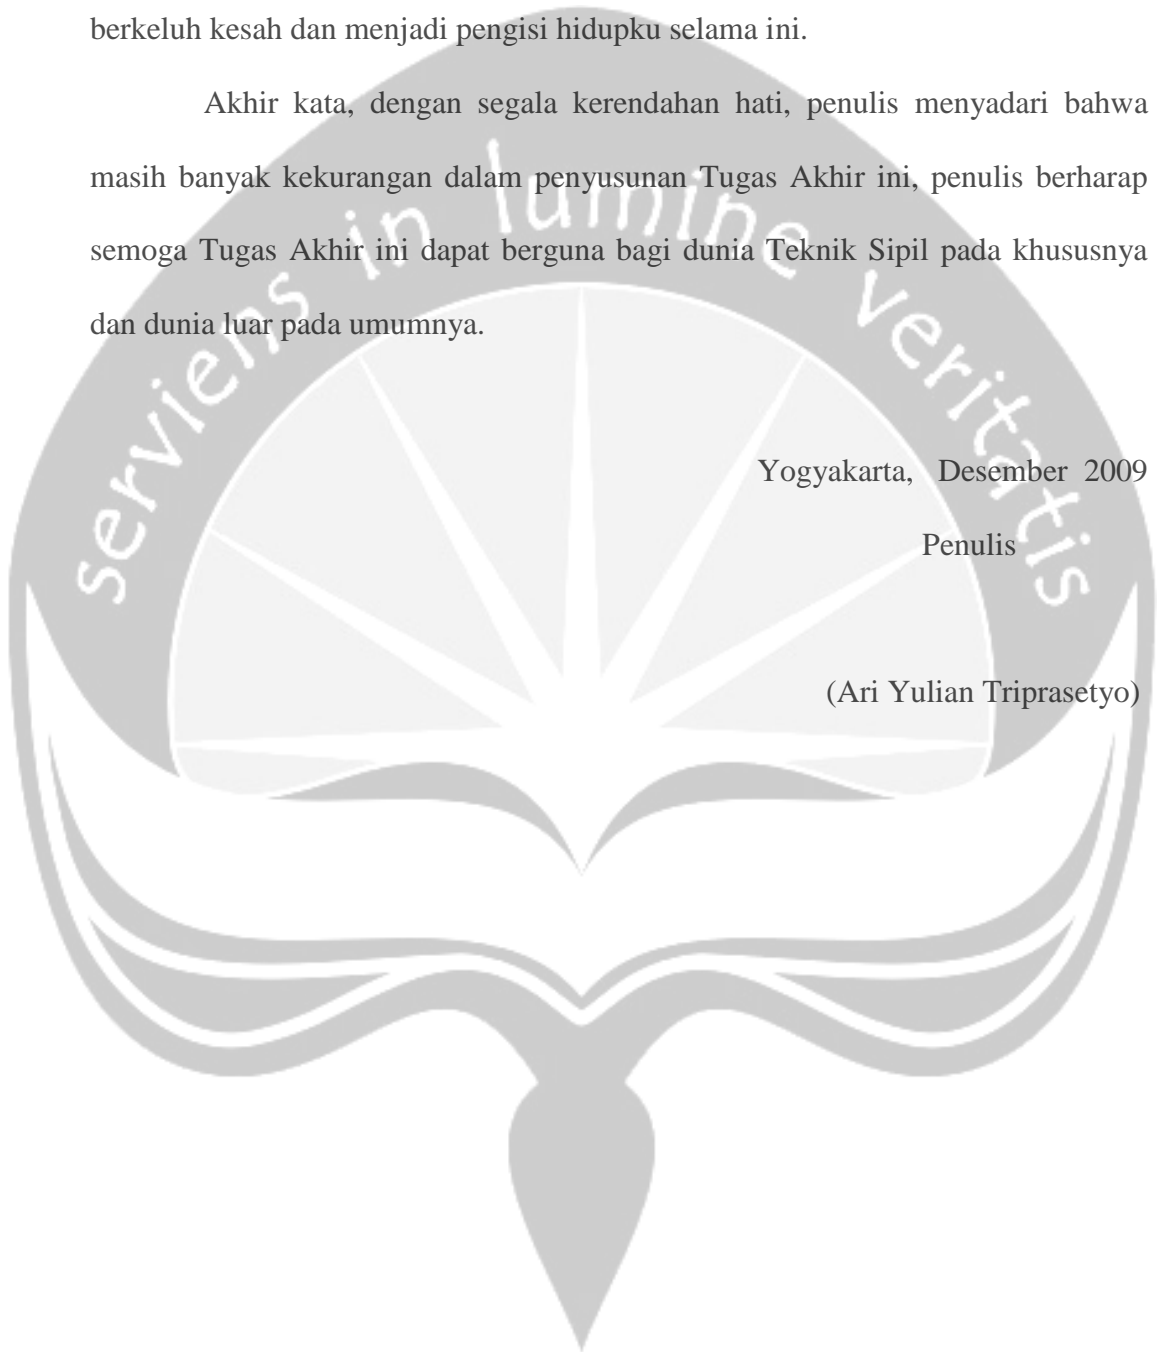 berkeluh kesah dan menjadi pengisi hidupku selama ini.
Akhir kata, dengan segala kerendahan hati, penulis menyadari bahwa
masih banyak kekurangan dalam penyusunan Tugas Akhir ini, penulis berharap
semoga Tugas Akhir ini dapat berguna bagi dunia Teknik Sipil pada khususnya
dan dunia luar pada umumnya.
Yogyakarta, Desember 2009
Penulis
(Ari Yulian Triprasetyo)
serviens in lumine veritatis